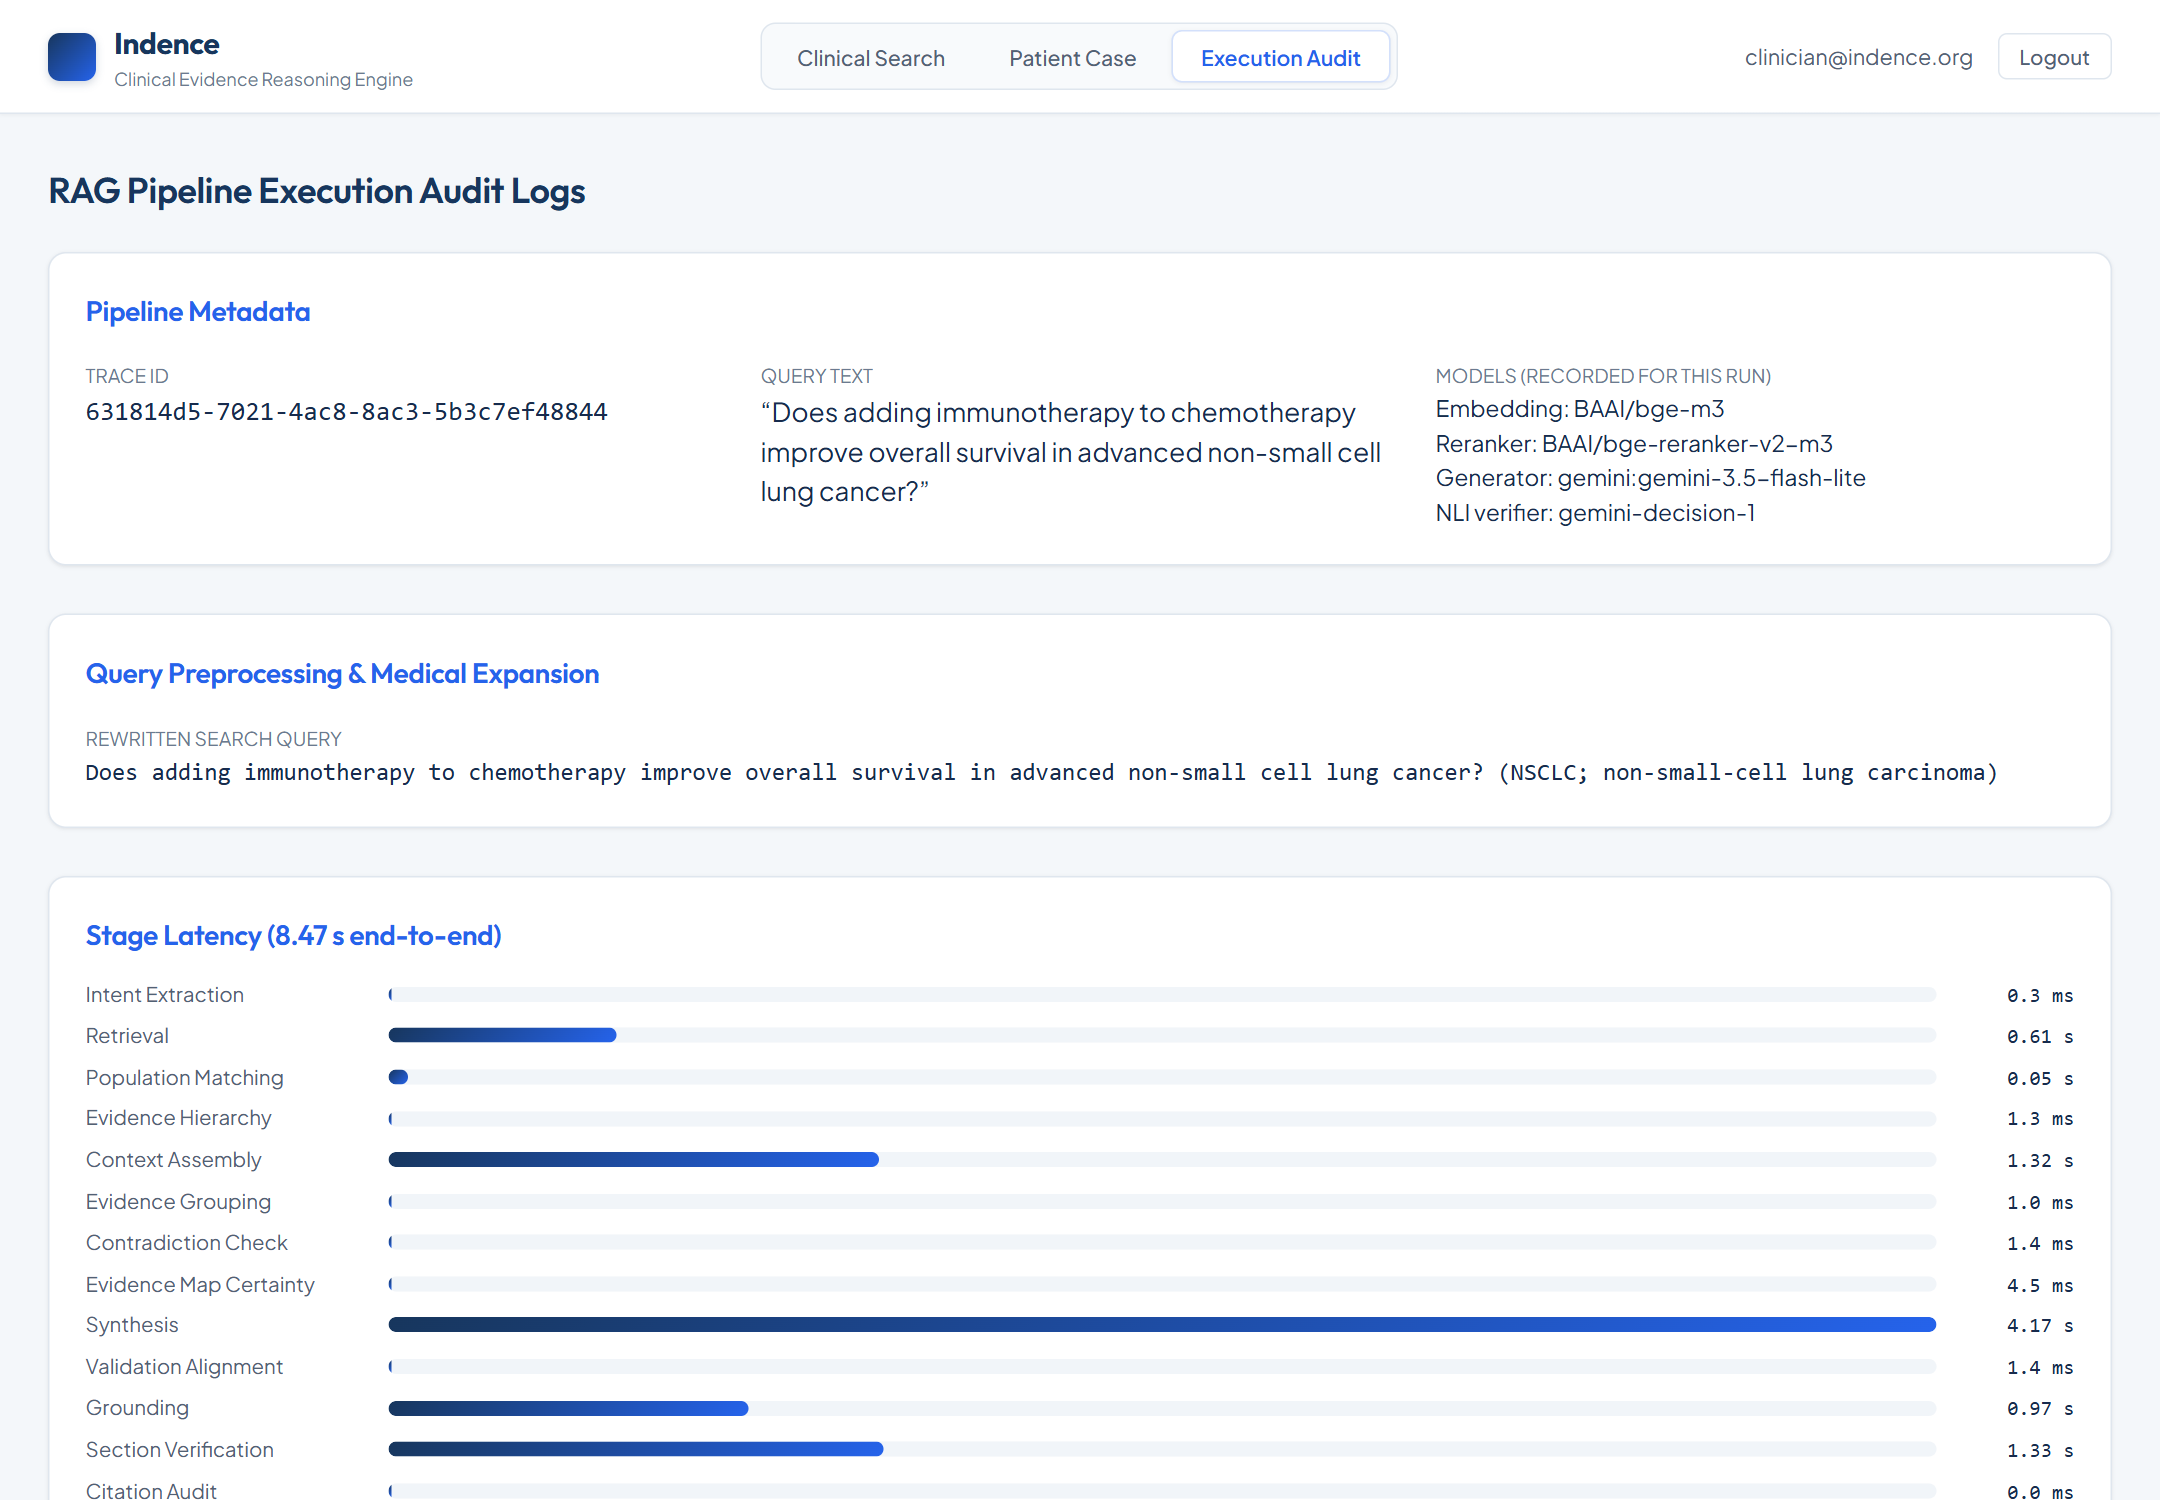 Indence
Clinical Evidence Reasoning Engine
Clinical Search
Patient Case
Execution Audit
clinician@indence.org
Logout
RAG Pipeline Execution Audit Logs
Pipeline Metadata
TRACE ID
631814d5-7021-4ac8-8ac3-5b3c7ef48844
QUERY TEXT
“Does adding immunotherapy to chemotherapy
improve overall survival in advanced non-small cell
lung cancer?”
MODELS (RECORDED FOR THIS RUN)
Embedding: BAAI/bge-m3
Reranker: BAAI/bge-reranker-v2-m3
Generator: gemini:gemini-3.5-flash-lite
NLI verifier: gemini-decision-1
Query Preprocessing & Medical Expansion
REWRITTEN SEARCH QUERY
Does adding immunotherapy to chemotherapy improve overall survival in advanced non-small cell lung cancer? (NSCLC; non-small-cell lung carcinoma)
Stage Latency (8.47 s end-to-end)
Intent Extraction 0.3 ms
Retrieval 0.61 s
Population Matching 0.05 s
Evidence Hierarchy 1.3 ms
Context Assembly 1.32 s
Evidence Grouping 1.0 ms
Contradiction Check 1.4 ms
Evidence Map Certainty 4.5 ms
Synthesis 4.17 s
Validation Alignment 1.4 ms
Grounding 0.97 s
Section Verification 1.33 s
Citation Audit 0.0 ms